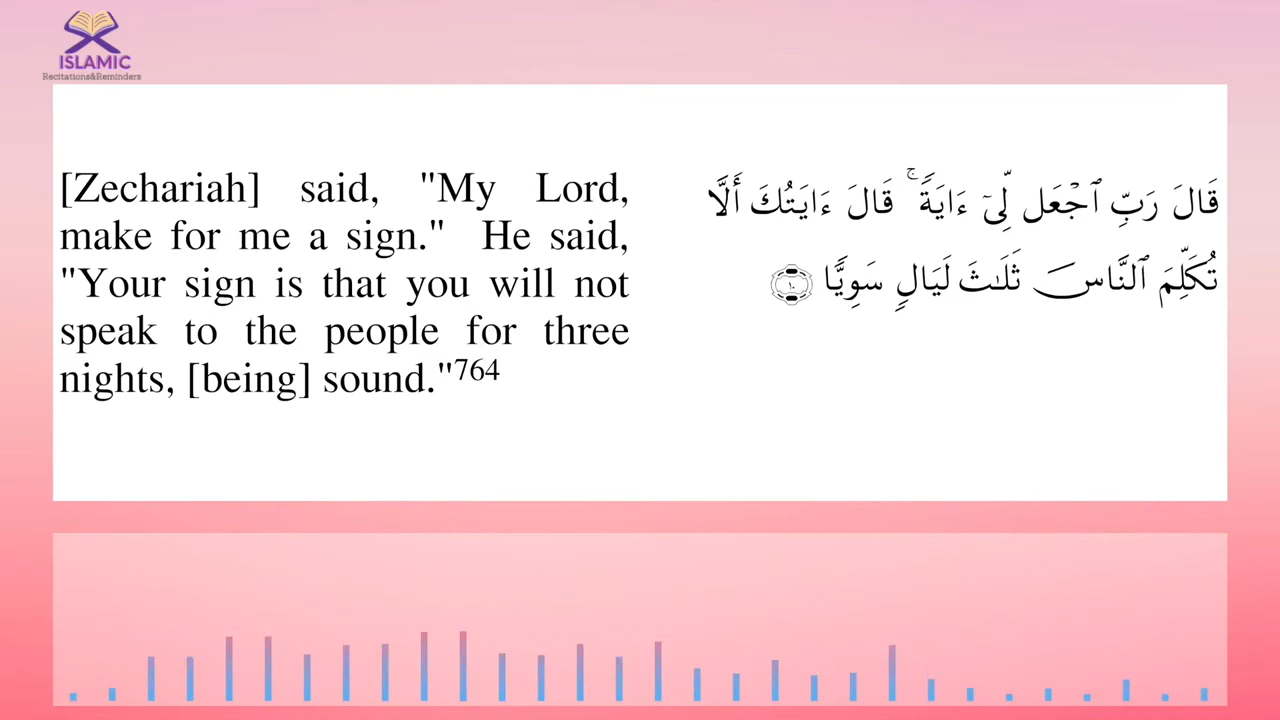 ISLAMIC
Recitations&Reminders
[Zechariah] said, "My Lord,
make for me a sign." He said,
"Your sign is that you will not
speak to the people for three
nights, [being] sound."764
قَالَ رَبِّ ٱجْعَل لِّىٓ ءَايَةًۚ قَالَ ءَايَتُكَ أَلَّا
تُكَلِّمَ ٱلنَّاسَ ثَلَٰثَ لَيَالٍۢ سَوِيًّا ١٠